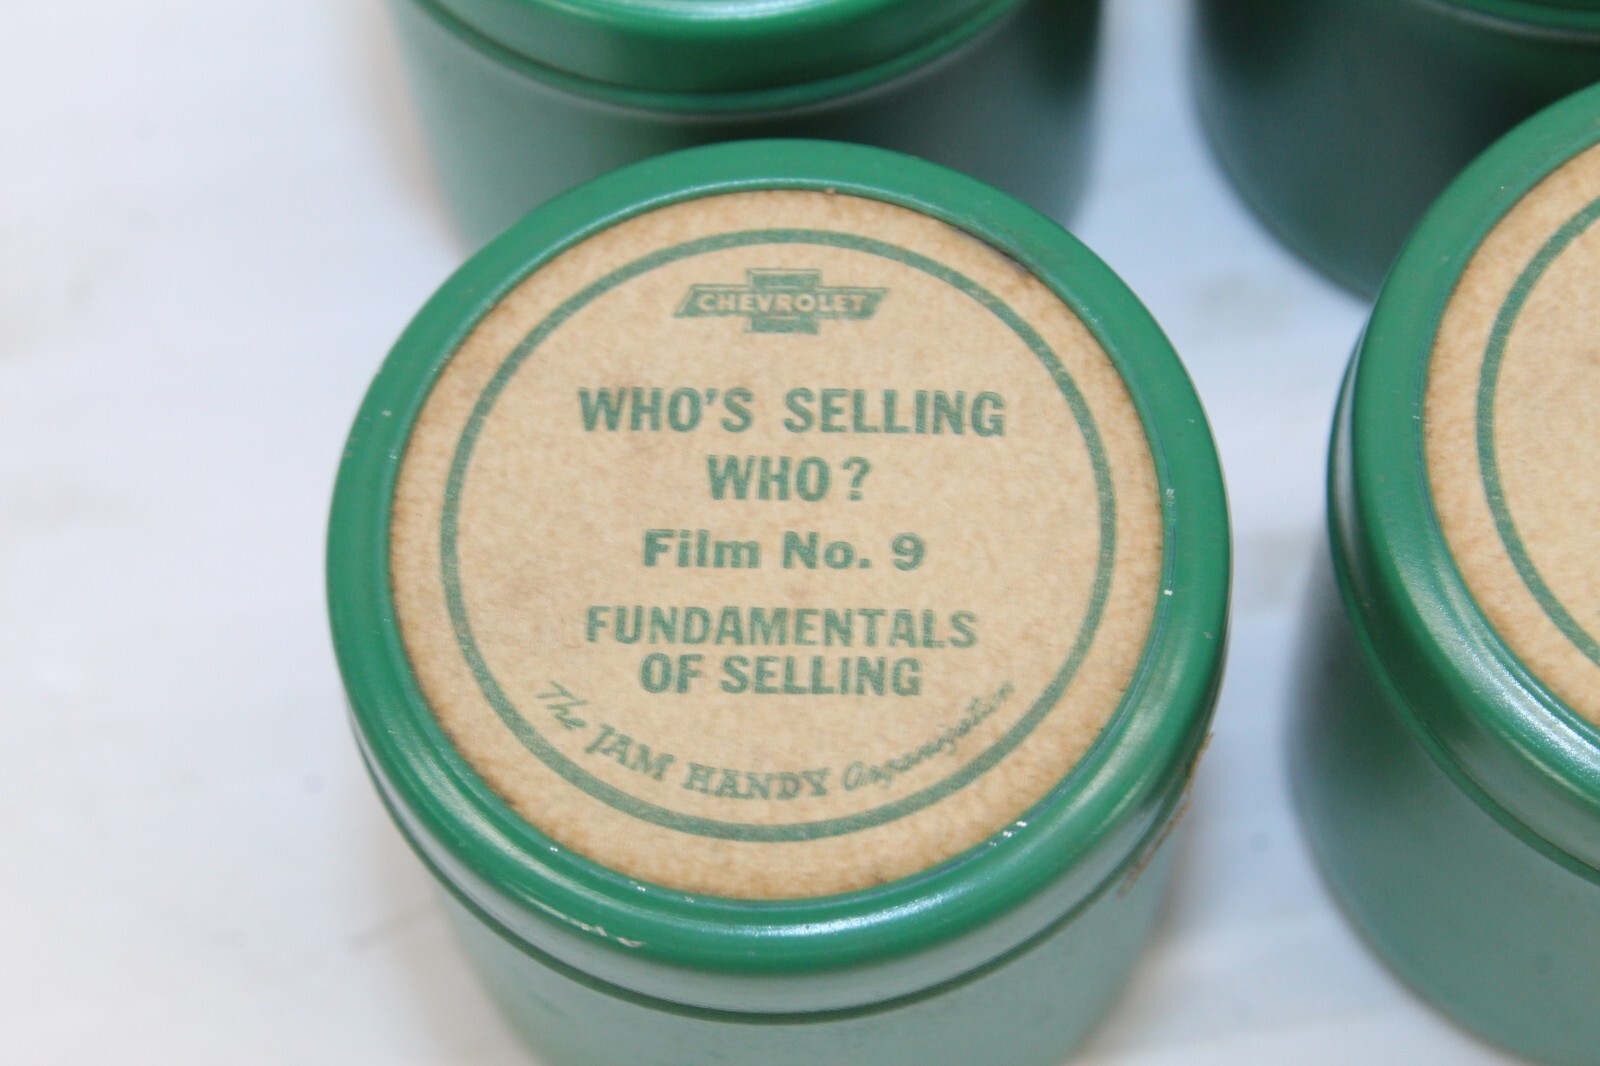 CHEVROLET
WHO'S SELLING
WHO?
Film No. 9
FUNDAMENTALS
OF SELLING
The JAM HANDY Organization